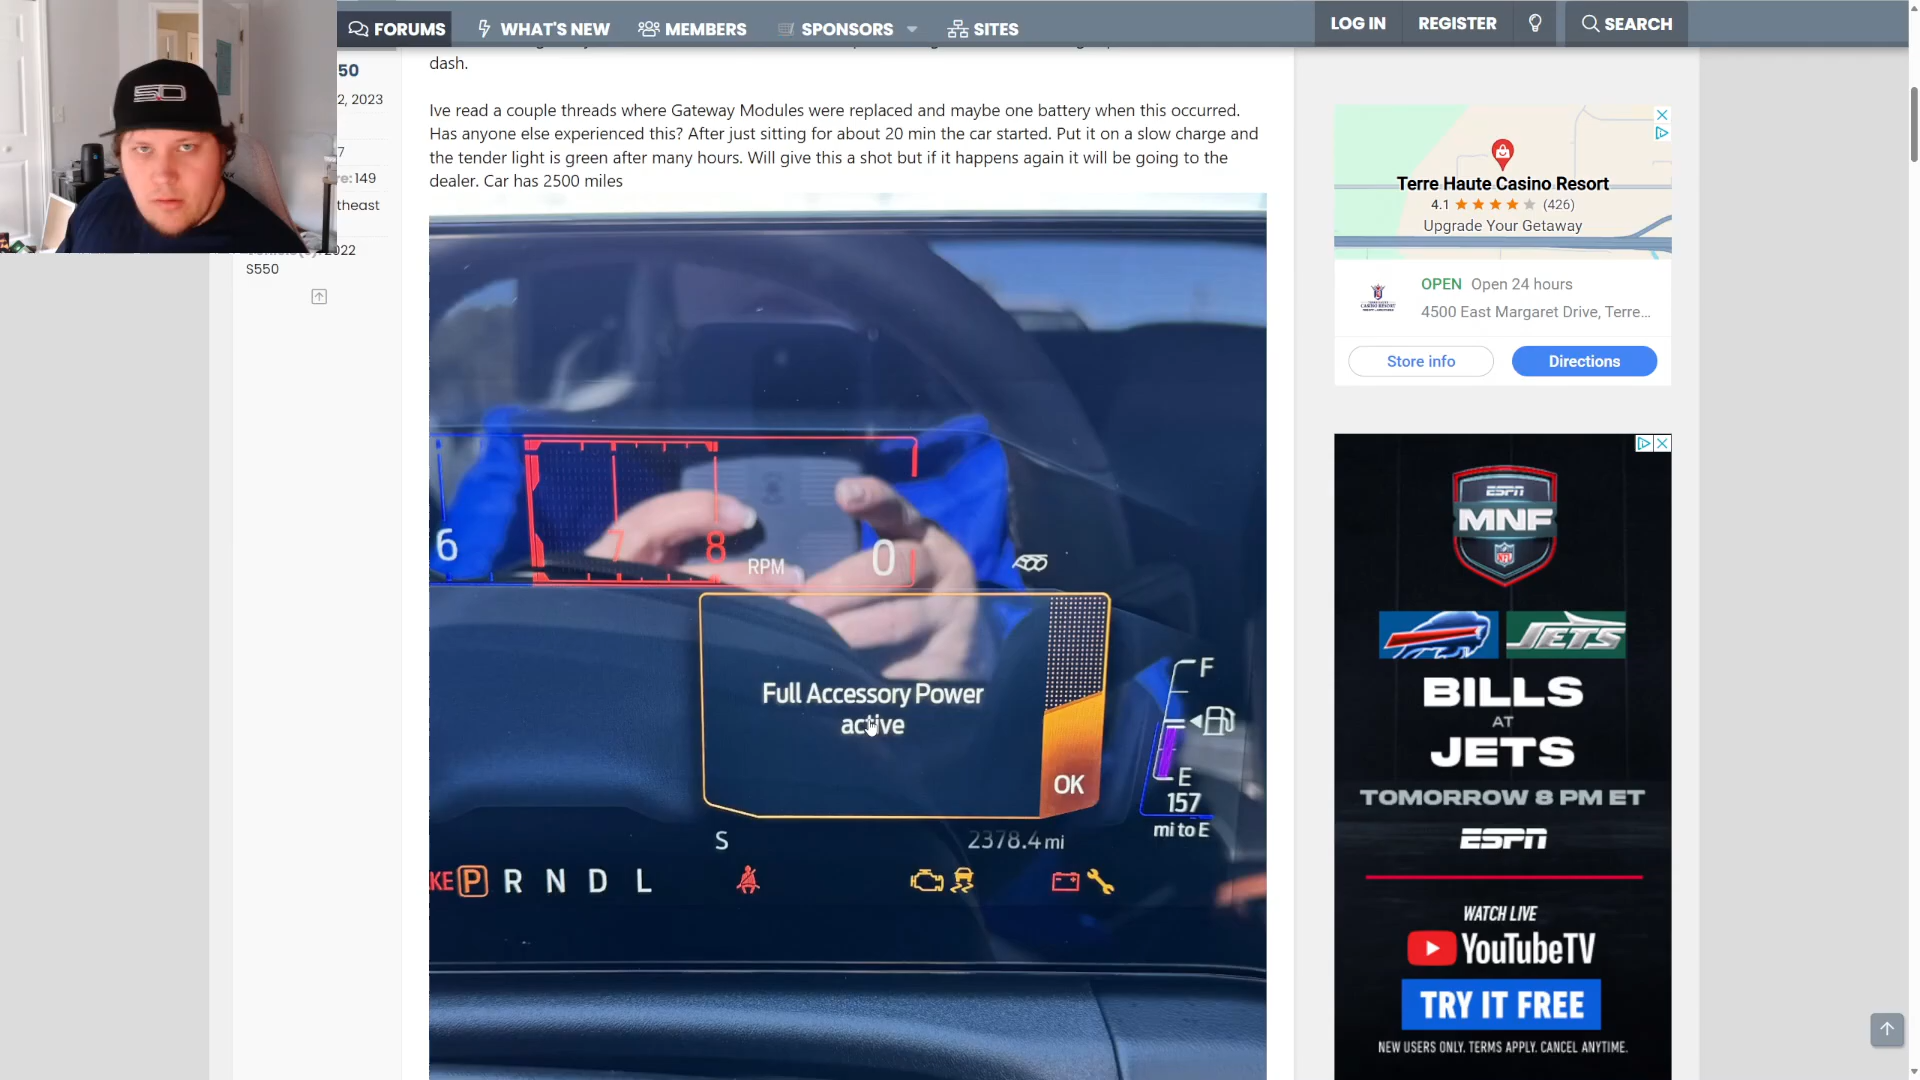 FORUMS
WHAT'S NEW
MEMBERS
SPONSORS
SITES
LOG IN
REGISTER
SEARCH
50
2, 2023
7
re: 149
theast
2022
S550
dash.
Ive read a couple threads where Gateway Modules were replaced and maybe one battery when this occurred.
Has anyone else experienced this? After just sitting for about 20 min the car started. Put it on a slow charge and
the tender light is green after many hours. Will give this a shot but if it happens again it will be going to the
dealer. Car has 2500 miles
6
7
8
RPM
0
Full Accessory Power
active
OK
F
E
157
mi to E
S
2378.4 mi
KE P R N D L
Terre Haute Casino Resort
4.1 (426)
Upgrade Your Getaway
OPEN Open 24 hours
4500 East Margaret Drive, Terre...
Store info
Directions
ESPN
MNF
NFL
JETS
BILLS
AT
JETS
TOMORROW 8 PM ET
ESPN
WATCH LIVE
YouTubeTV
TRY IT FREE
NEW USERS ONLY. TERMS APPLY. CANCEL ANYTIME.